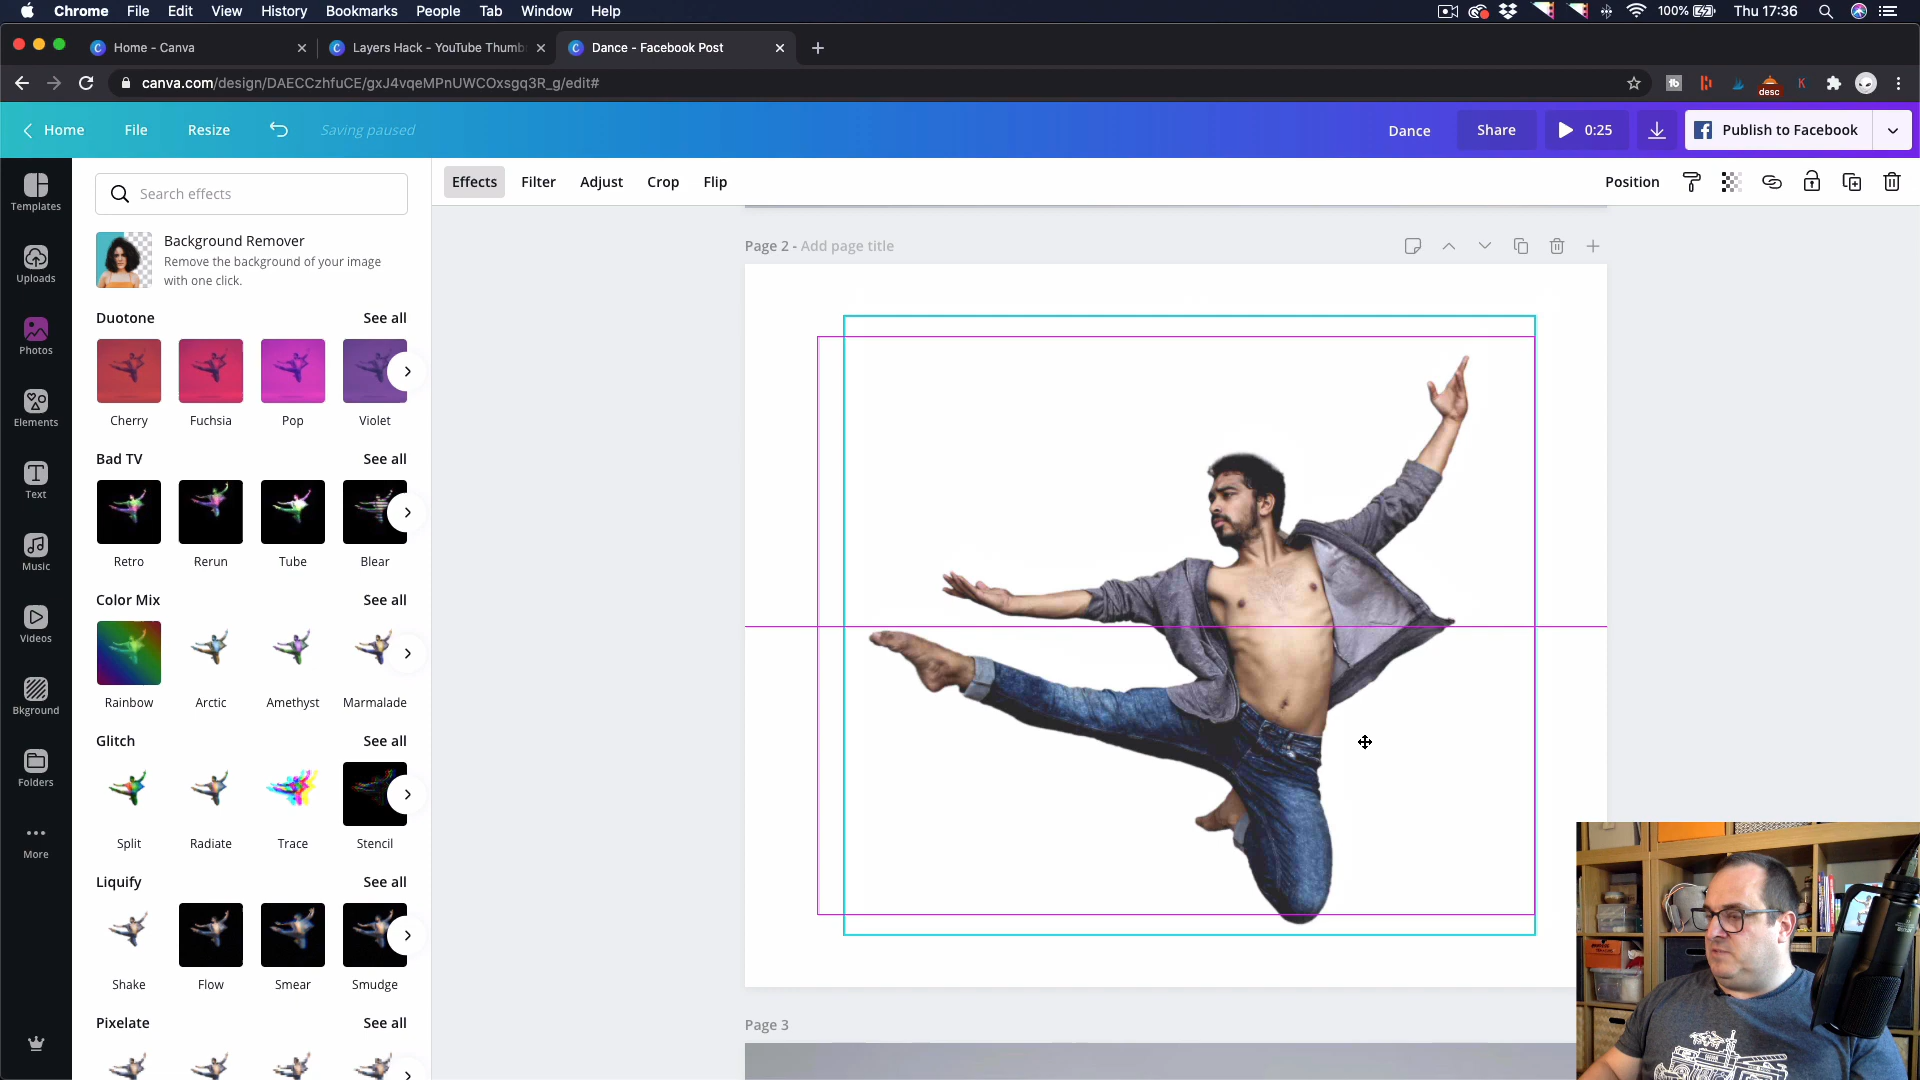 Chrome File Edit View History Bookmarks People Tab Window Help
100% Thu 17:36
Home - Canva
Layers Hack - YouTube Thumb
Dance - Facebook Post
canva.com/design/DAECCzhfuCE/gxJ4vqeMPnUWCOxsgq3R_g/edit#
desc
Home File Resize Saving paused
Dance Share 0:25 Publish to Facebook
Effects Filter Adjust Crop Flip
Position
Templates
Uploads
Photos
Elements
Text
Music
Videos
Bkground
Folders
More
Search effects
Background Remover
Remove the background of your image
with one click.
Duotone See all
Cherry Fuchsia Pop Violet
Bad TV See all
Retro Rerun Tube Blear
Color Mix See all
Rainbow Arctic Amethyst Marmalade
Glitch See all
Split Radiate Trace Stencil
Liquify See all
Shake Flow Smear Smudge
Pixelate See all
Page 2 - Add page title
Page 3